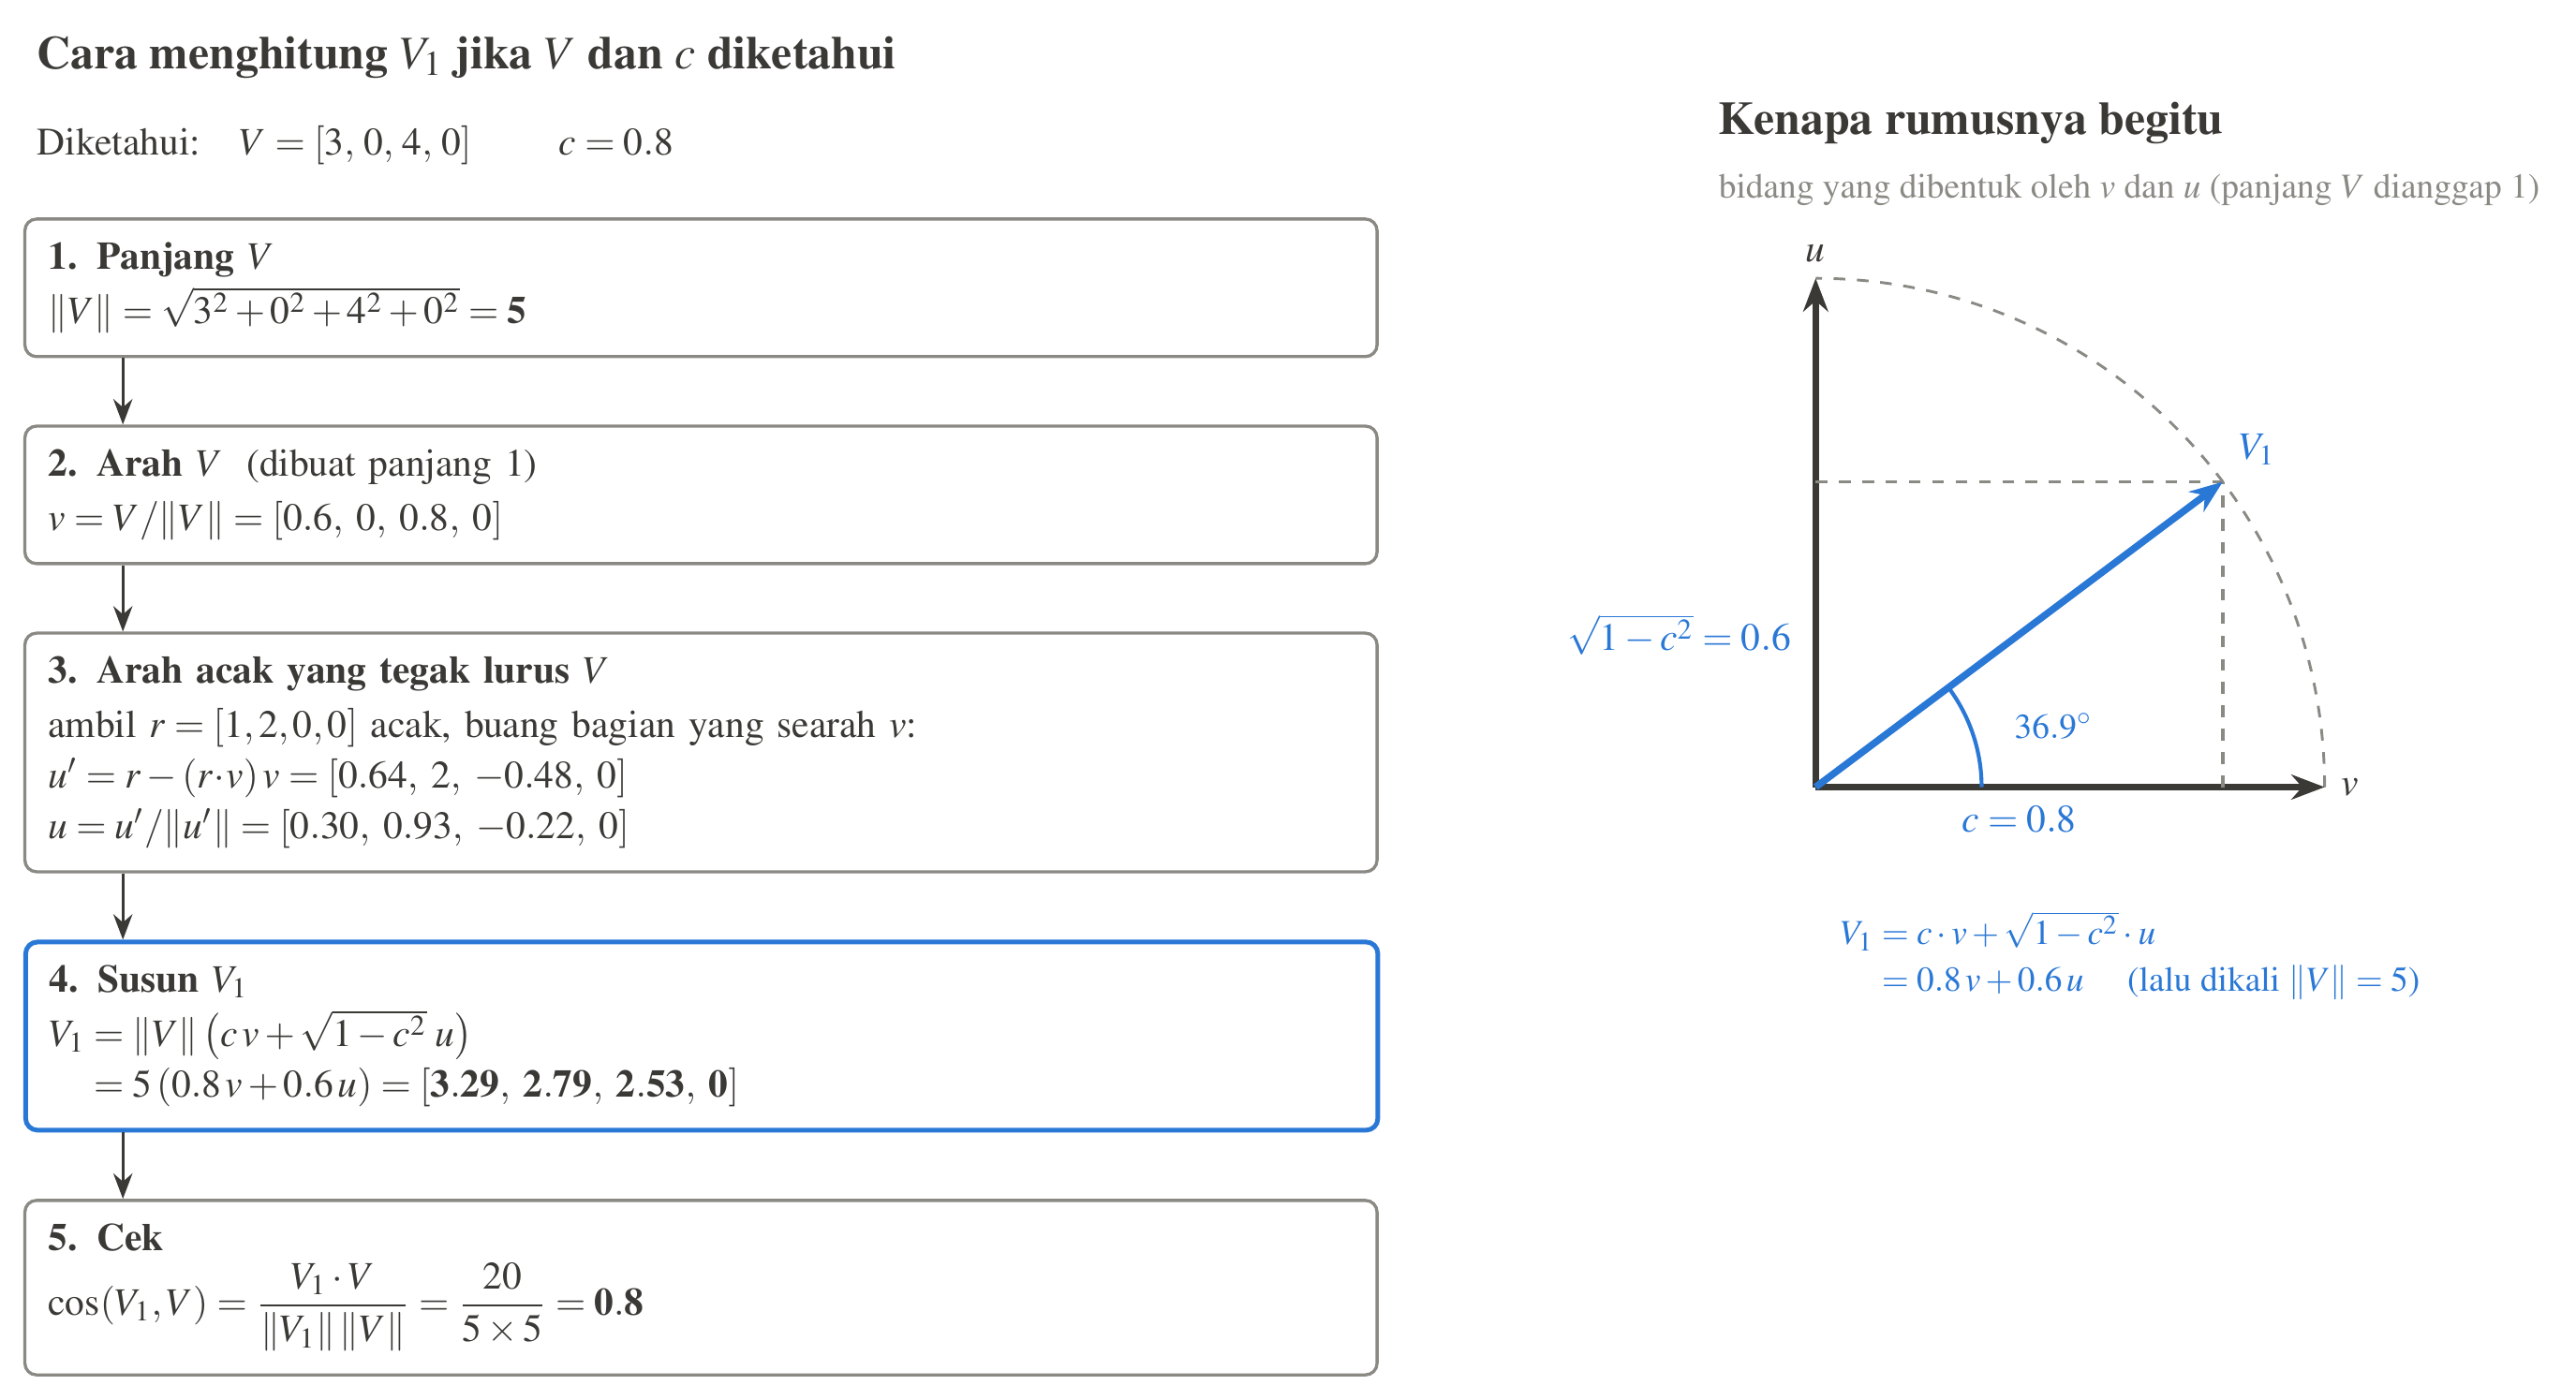 Cara menghitung V₁ jika V dan c diketahui
Diketahui: V = [3, 0, 4, 0] c = 0.8
1. Panjang V
‖V‖ = √(3² + 0² + 4² + 0²) = 5
2. Arah V (dibuat panjang 1)
v = V/‖V‖ = [0.6, 0, 0.8, 0]
3. Arah acak yang tegak lurus V
ambil r = [1,2,0,0] acak, buang bagian yang searah v:
u′ = r − (r·v) v = [0.64, 2, −0.48, 0]
u = u′/‖u′‖ = [0.30, 0.93, −0.22, 0]
4. Susun V₁
V₁ = ‖V‖ (c v + √(1 − c²) u)
= 5 (0.8 v + 0.6 u) = [3.29, 2.79, 2.53, 0]
5. Cek
cos(V₁, V) = (V₁ · V)/(‖V₁‖ ‖V‖) = 20/(5 × 5) = 0.8
Kenapa rumusnya begitu
bidang yang dibentuk oleh v dan u (panjang V dianggap 1)
u
V₁
√(1 − c²) = 0.6
36.9°
v
c = 0.8
V₁ = c · v + √(1 − c²) · u
= 0.8 v + 0.6 u (lalu dikali ‖V‖ = 5)